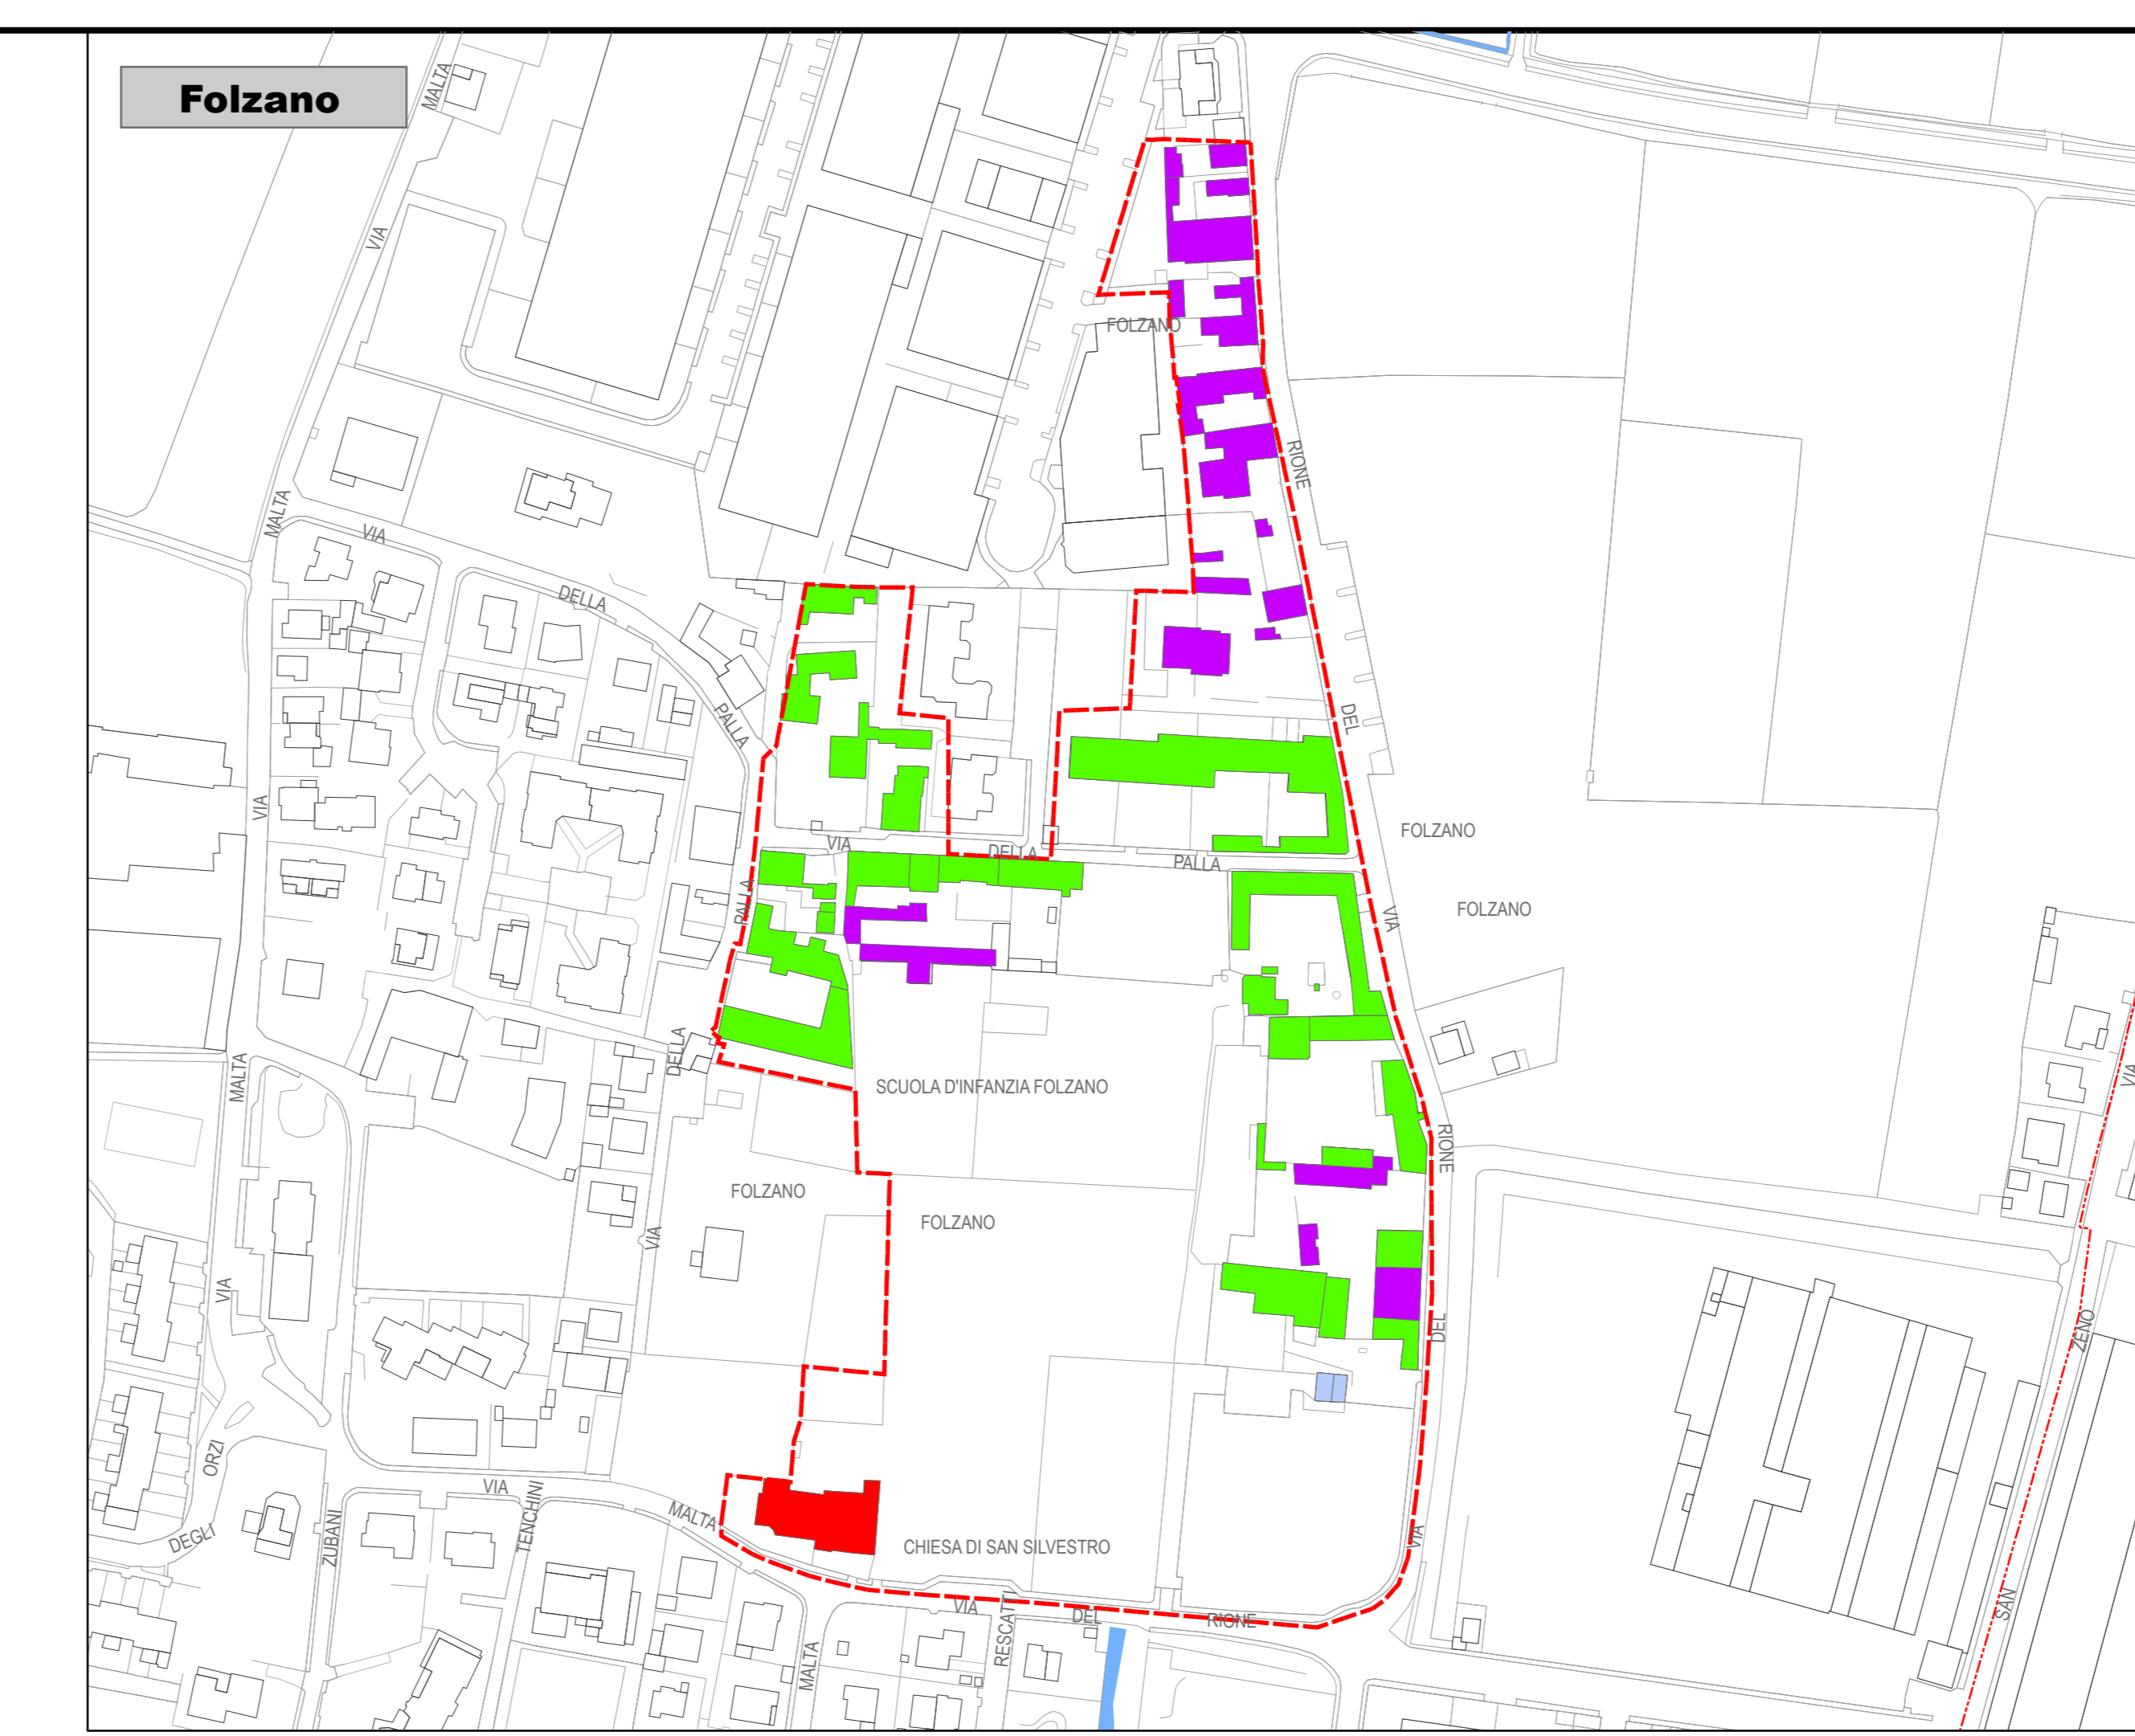 Folzano
MALTA
VIA
FOLZANO
RIONE
MALTA
VIA
DELLA
PALLA
DEL
VIA
FOLZANO
VIA
DELLA
PALLA
PALLA
FOLZANO
VIA
DELLA
MALTA
SCUOLA D'INFANZIA FOLZANO
VIA
RIONE
FOLZANO
FOLZANO
VIA
VIA
DEL
ZENO
ORZI
VIA
TENCHINI
MALTA
ZUBANI
DEGLI
CHIESA DI SAN SILVESTRO
VIA
SAN
VIA
RESCATTI
DEL
RIONE
MALTA